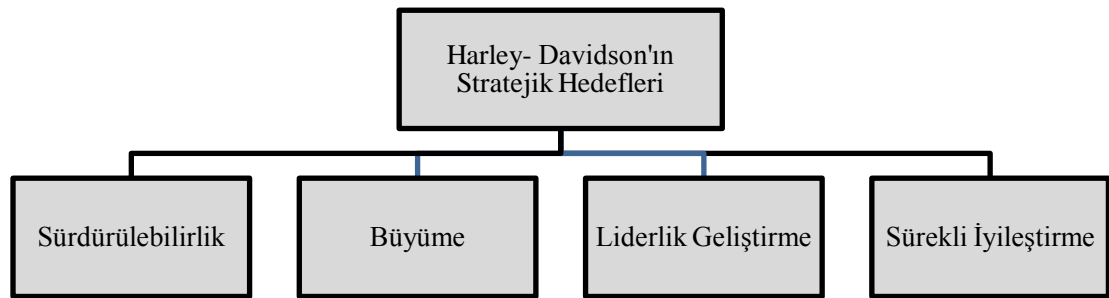 Harley- Davidson'ın
Stratejik Hedefleri
Sürdürülebilirlik
Büyüme
Liderlik Geliştirme
Sürekli İyileştirme